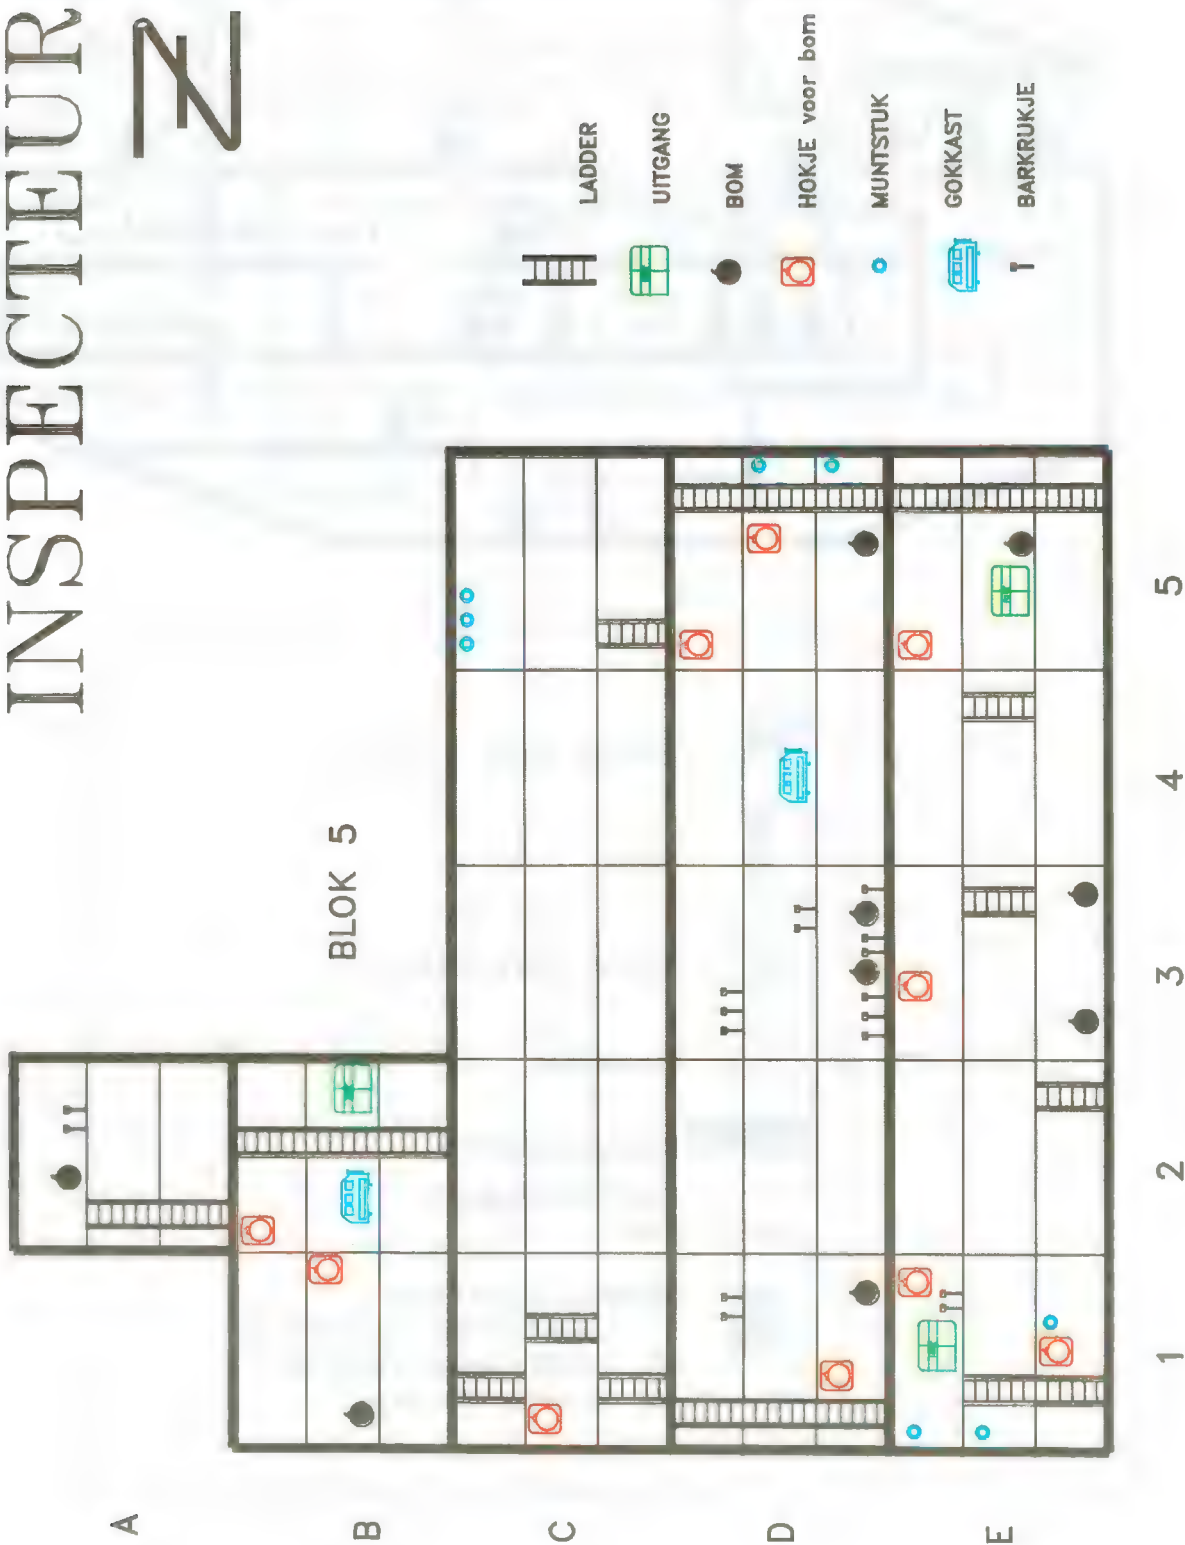 INSPECTEUR
Z
BLOK 5
LADDER
UITGANG
BOM
HOKJE voor bom
MUNTSTUK
GOKKAST
BARKRUKJE
A
B
C
D
E
1
2
3
4
5